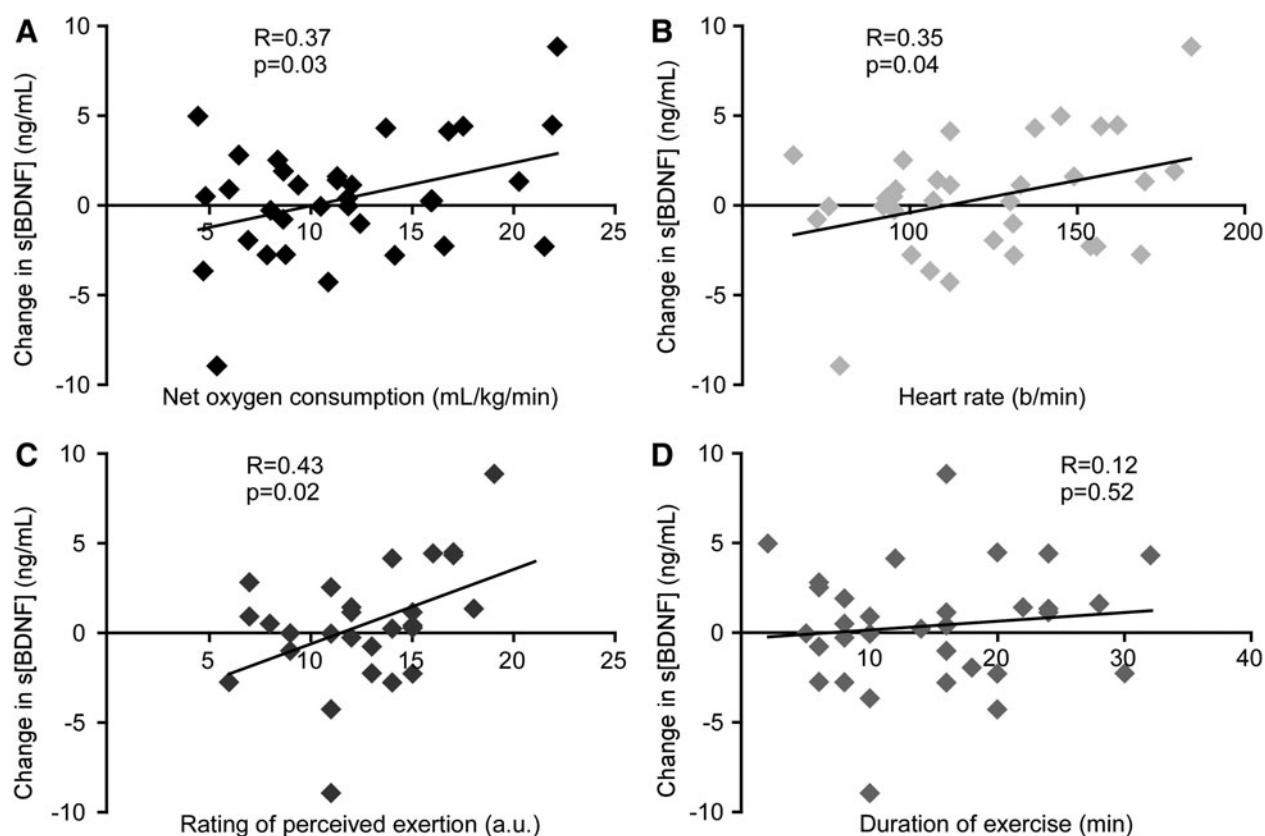 A
R=0.37
p=0.03
Change in s[BDNF] (ng/mL)
10
5
0
-5
-10
5
10
15
20
25
Net oxygen consumption (mL/kg/min)
B
R=0.35
p=0.04
Change in s[BDNF] (ng/mL)
10
5
0
-5
-10
100
150
200
Heart rate (b/min)
C
R=0.43
p=0.02
Change in s[BDNF] (ng/mL)
10
5
0
-5
-10
5
10
15
20
25
Rating of perceived exertion (a.u.)
D
R=0.12
p=0.52
Change in s[BDNF] (ng/mL)
10
5
0
-5
-10
10
20
30
40
Duration of exercise (min)